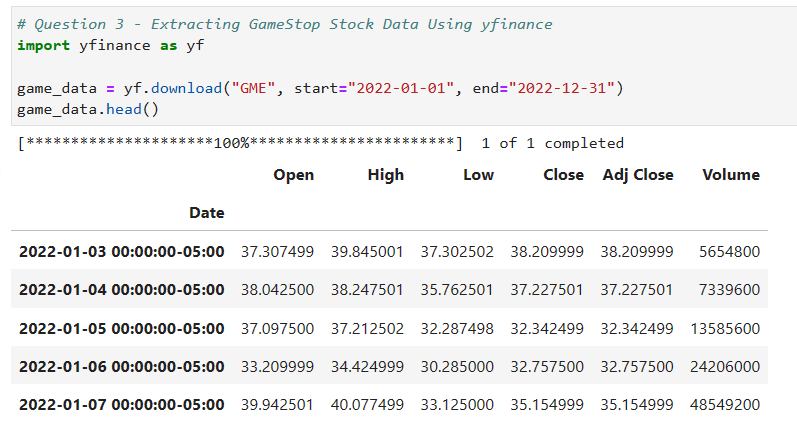 # Question 3 - Extracting GameStop Stock Data Using yfinance
import yfinance as yf
game_data = yf.download("GME", start="2022-01-01", end="2022-12-31")
game_data.head()
[*********************100%***********************]  1 of 1 completed
Open High Low Close Adj Close Volume
Date
2022-01-03 00:00:00-05:00 37.307499 39.845001 37.302502 38.209999 38.209999 5654800
2022-01-04 00:00:00-05:00 38.042500 38.247501 35.762501 37.227501 37.227501 7339600
2022-01-05 00:00:00-05:00 37.097500 37.212502 32.287498 32.342499 32.342499 13585600
2022-01-06 00:00:00-05:00 33.209999 34.424999 30.285000 32.757500 32.757500 24206000
2022-01-07 00:00:00-05:00 39.942501 40.077499 33.125000 35.154999 35.154999 48549200